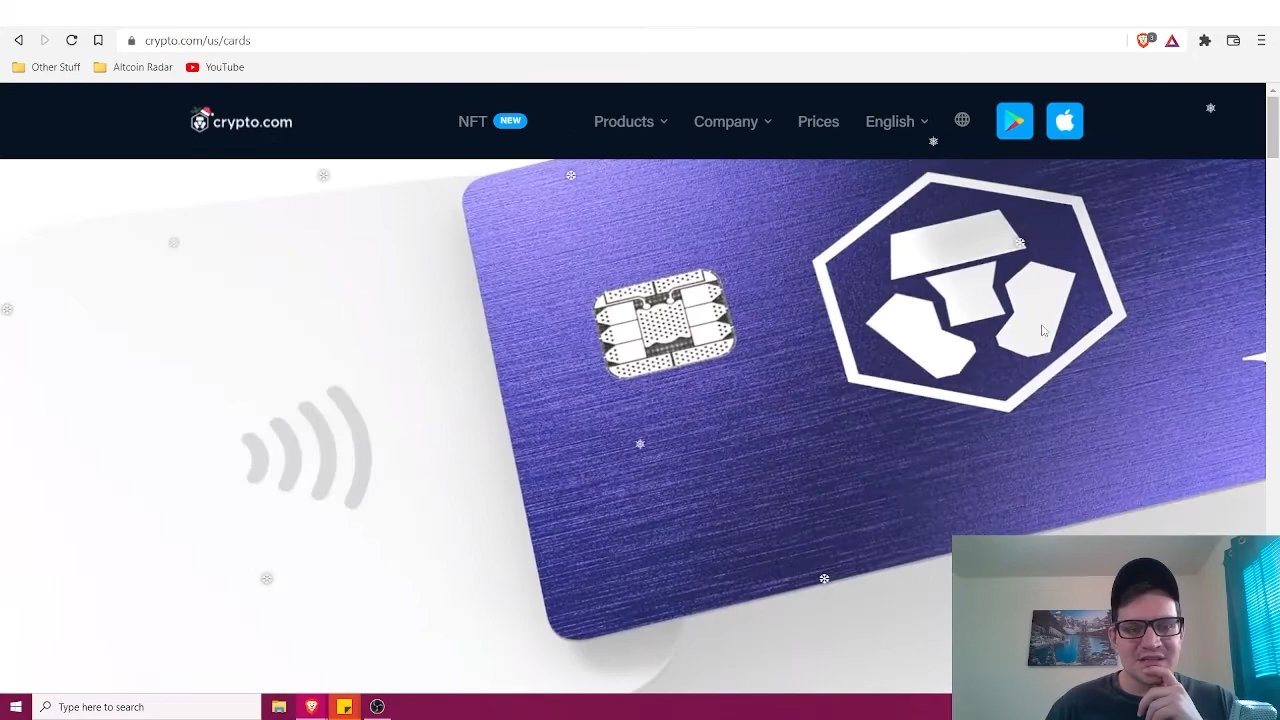 crypto.com/us/cards
3
Other Stuff
Altcoin Radar
YouTube
crypto.com
NFT NEW
Products
Company
Prices
English
Type here to search